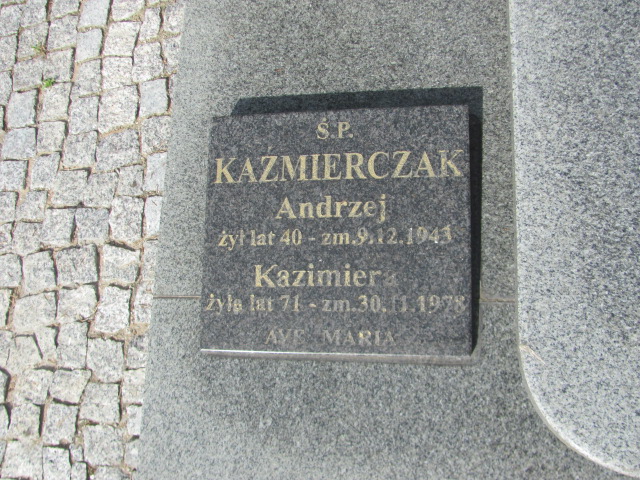 Ś.P.
KAŹMIERCZAK
Andrzej
żył lat 40 - zm.9.12.1943
Kazimiera
żyła lat 71 - zm.30.11.1978
AVE MARIA